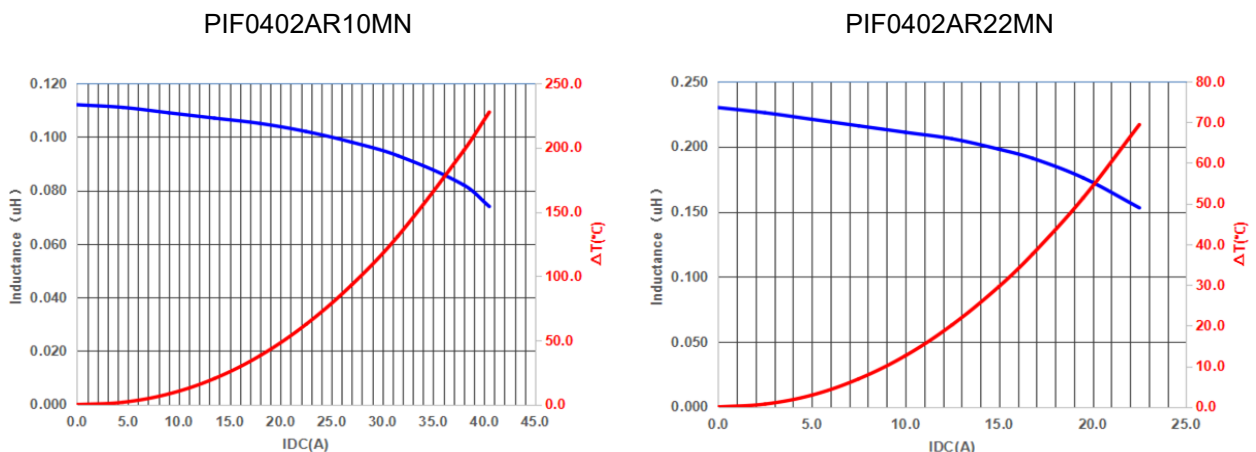 PIF0402AR10MN
0.120
0.100
0.080
0.060
0.040
0.020
0.000
Inductance（uH）
250.0
200.0
150.0
100.0
50.0
0.0
ΔT(℃)
0.0 5.0 10.0 15.0 20.0 25.0 30.0 35.0 40.0 45.0
IDC(A)
PIF0402AR22MN
0.250
0.200
0.150
0.100
0.050
0.000
Inductance（uH）
80.0
70.0
60.0
50.0
40.0
30.0
20.0
10.0
0.0
ΔT(℃)
0.0 5.0 10.0 15.0 20.0 25.0
IDC(A)